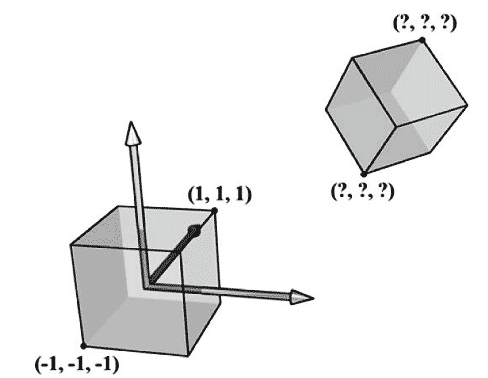 (?, ?, ?)
(?, ?, ?)
(1, 1, 1)
(-1, -1, -1)